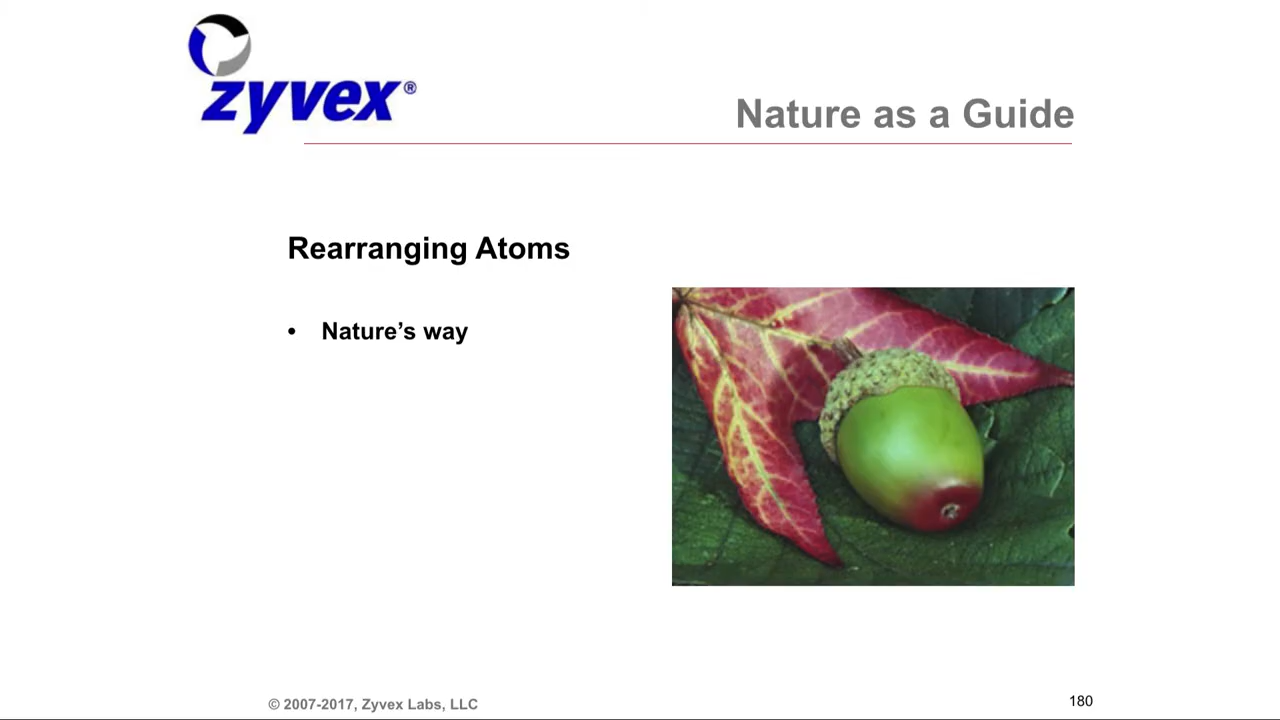 zyvex®
Nature as a Guide
Rearranging Atoms
• Nature’s way
© 2007-2017, Zyvex Labs, LLC
180